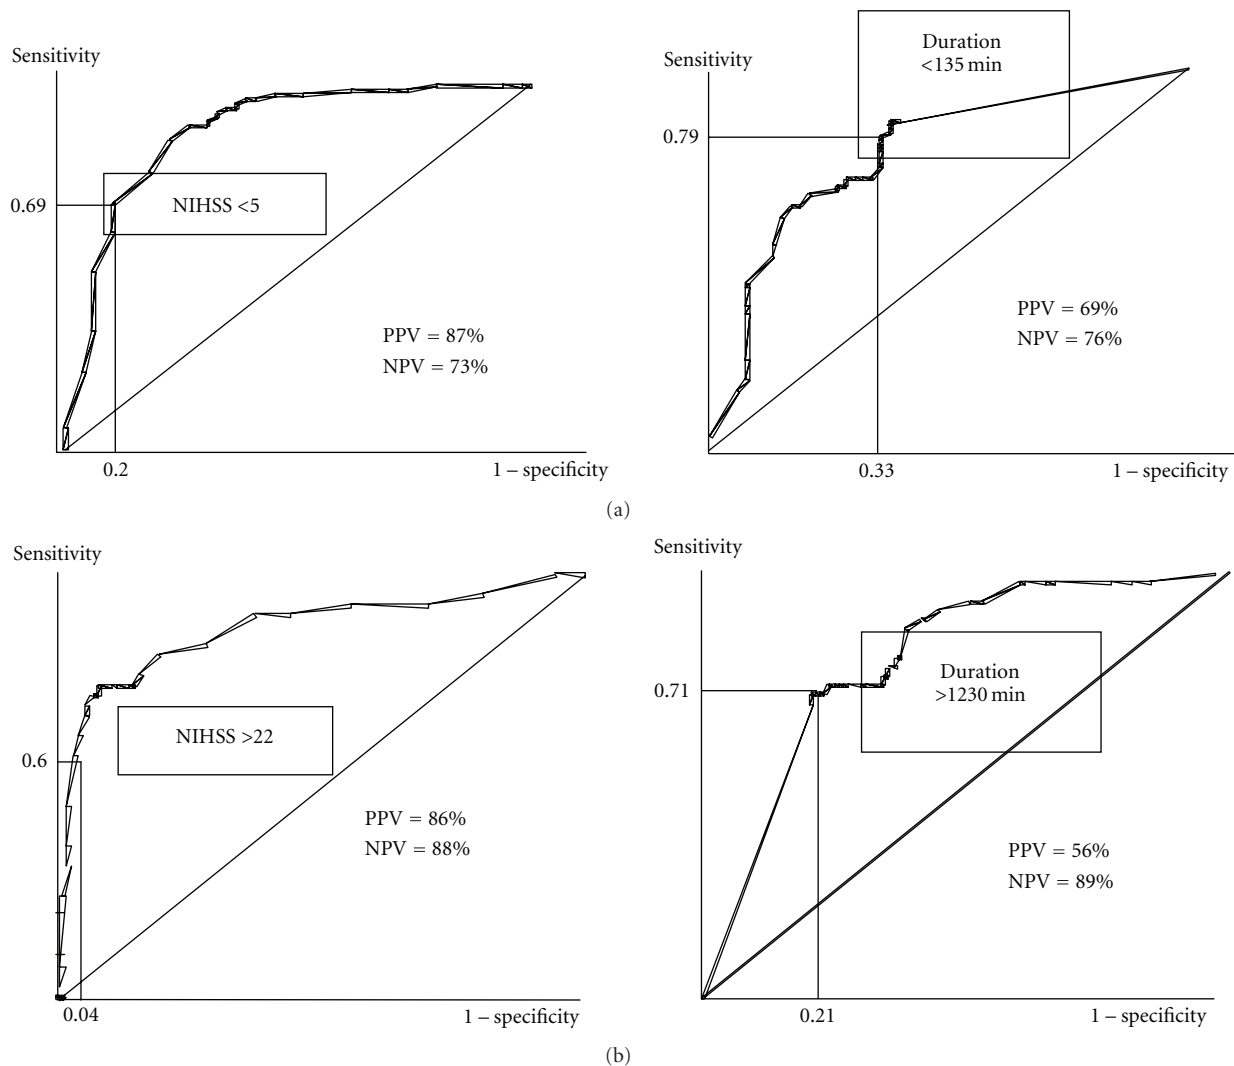 Sensitivity
0.69
NIHSS <5
PPV = 87%
NPV = 73%
0.2
1 – specificity
Sensitivity
Duration
<135 min
0.79
PPV = 69%
NPV = 76%
0.33
1 – specificity
(a)
Sensitivity
0.6
NIHSS >22
PPV = 86%
NPV = 88%
0.04
1 – specificity
Sensitivity
0.71
Duration
>1230 min
PPV = 56%
NPV = 89%
0.21
1 – specificity
(b)